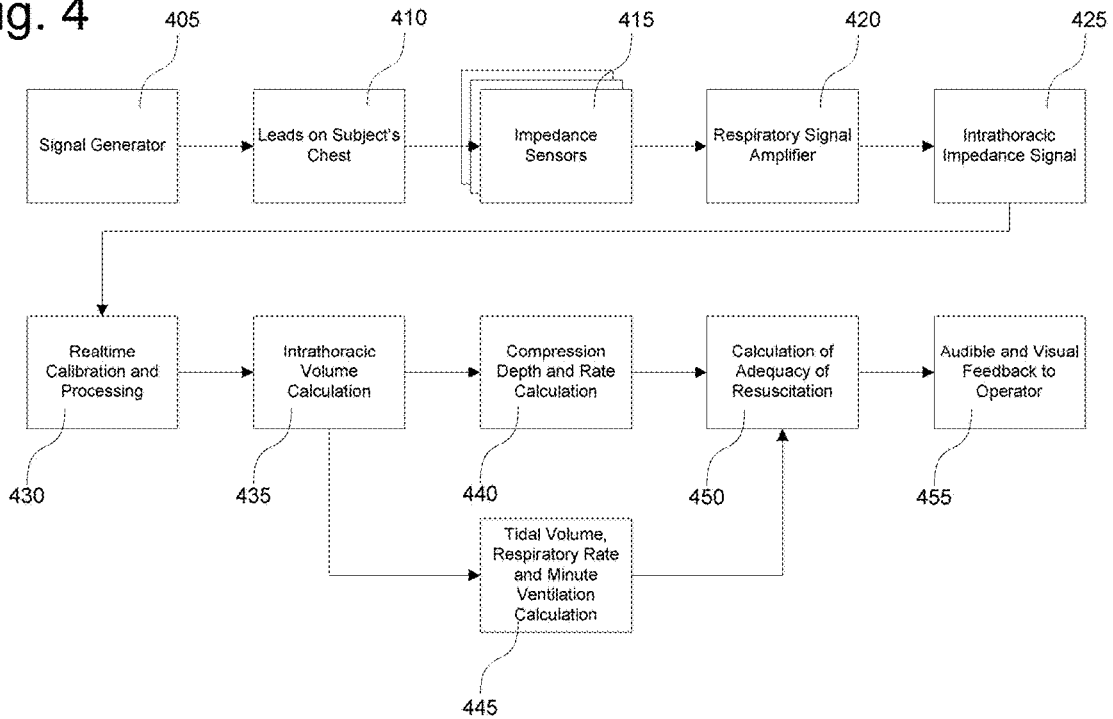 ig. 4
405
410
415
420
425
Signal Generator
Leads on Subject's
Chest
Impedance
Sensors
Respiratory Signal
Amplifier
Intrathoracic
Impedance Signal
Realtime
Calibration and
Processing
Intrathoracic
Volume
Calculation
Compression
Depth and Rate
Calculation
Calculation of
Adequacy of
Resuscitation
Audible and Visual
Feedback to
Operator
430
435
440
450
455
Tidal Volume,
Respiratory Rate
and Minute
Ventilation
Calculation
445